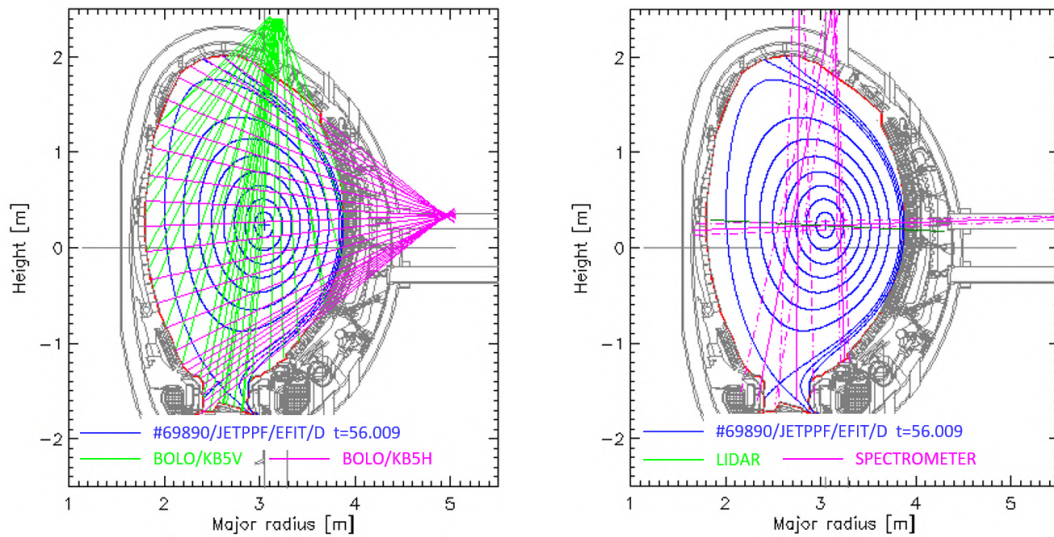 2
1
0
−1
−2
Height [m]
#69890/JETPPF/EFIT/D t=56.009
BOLO/KB5V BOLO/KB5H
1 2 3 4 5
Major radius [m]
2
1
0
−1
−2
Height [m]
#69890/JETPPF/EFIT/D t=56.009
LIDAR SPECTROMETER
1 2 3 4 5
Major radius [m]